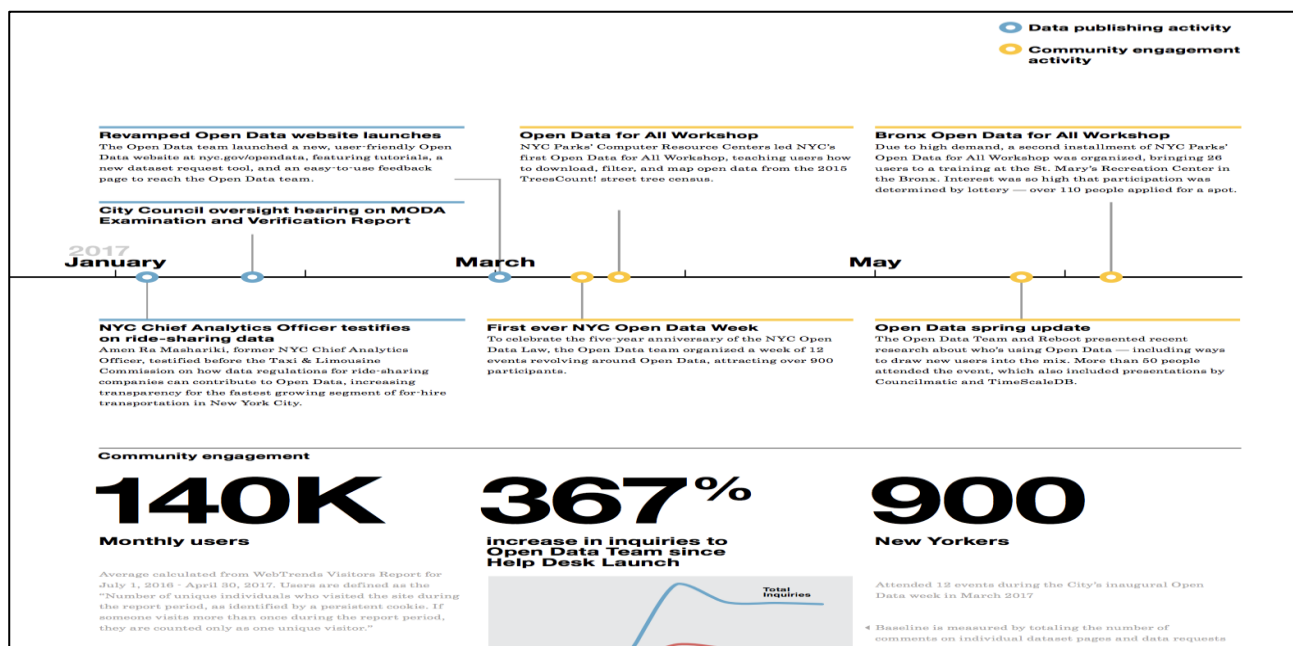 Data publishing activity
Community engagement
activity
Revamped Open Data website launches
The Open Data team launched a new, user-friendly Open
Data website at nyc.gov/opendata, featuring tutorials, a
new dataset request tool, and an easy-to-use feedback
page to reach the Open Data team.
City Council oversight hearing on MODA
Examination and Verification Report
Open Data for All Workshop
NYC Parks' Computer Resource Centers led NYC's
first Open Data for All Workshop, teaching users how
to download, filter, and map open data from the 2015
TreesCount! street tree census.
Bronx Open Data for All Workshop
Due to high demand, a second installment of NYC Parks'
Open Data for All Workshop was organized, bringing 26
users to a training at the St. Mary's Recreation Center in
the Bronx. Interest was so high that participation was
determined by lottery — over 110 people applied for a spot.
2017
January
March
May
NYC Chief Analytics Officer testifies
on ride-sharing data
Amen Ra Mashariki, former NYC Chief Analytics
Officer, testified before the Taxi & Limousine
Commission on how data regulations for ride-sharing
companies can contribute to Open Data, increasing
transparency for the fastest growing segment of for-hire
transportation in New York City.
First ever NYC Open Data Week
To celebrate the five-year anniversary of the NYC Open
Data Law, the Open Data team organized a week of 12
events revolving around Open Data, attracting over 900
participants.
Open Data spring update
The Open Data Team and Reboot presented recent
research about who's using Open Data — including ways
to draw new users into the mix. More than 50 people
attended the event, which also included presentations by
Councilmatic and TimeScaleDB.
Community engagement
140K
Monthly users
Average calculated from WebTrends Visitors Report for
July 1, 2016 - April 30, 2017. Users are defined as the
"Number of unique individuals who visited the site during
the report period, as identified by a persistent cookie. If
someone visits more than once during the report period,
they are counted only as one unique visitor."
367%
increase in inquiries to
Open Data Team since
Help Desk Launch
Total
Inquiries
900
New Yorkers
Attended 12 events during the City's inaugural Open
Data week in March 2017
Baseline is measured by totaling the number of
comments on individual dataset pages and data requests